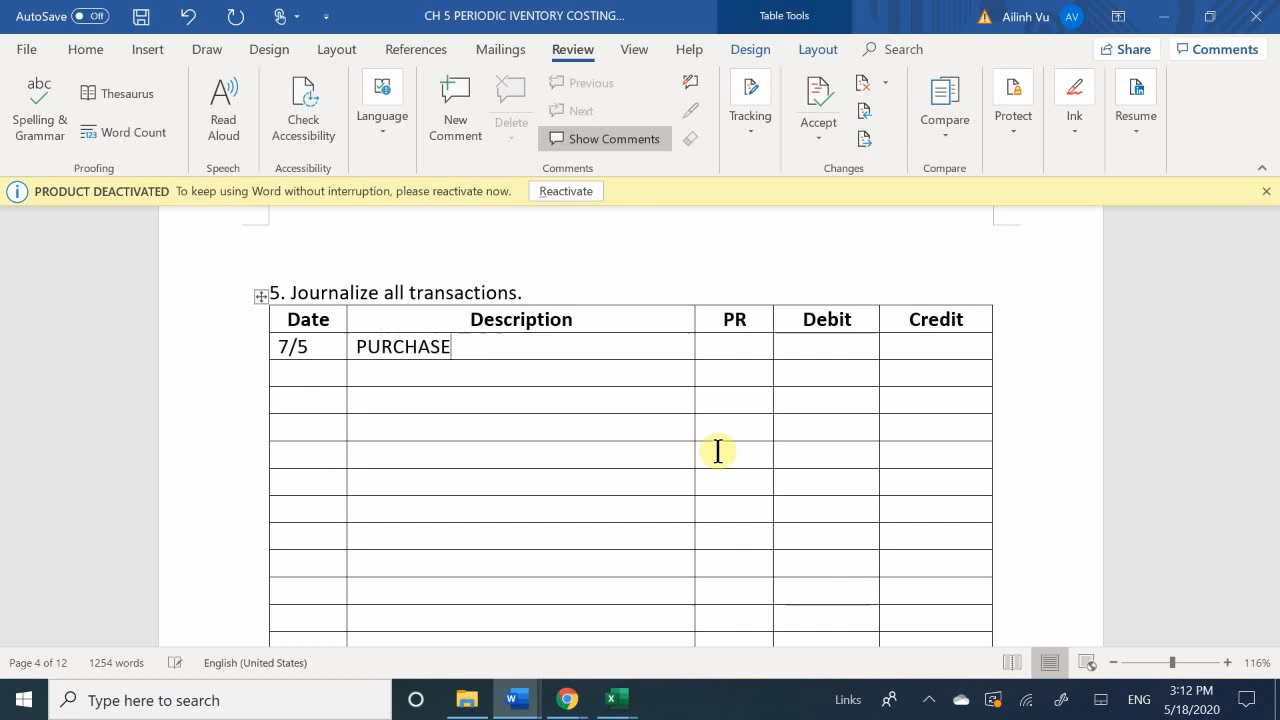 AutoSave Off CH 5 PERIODIC IVENTORY COSTING... Table Tools Ailinh Vu AV
File Home Insert Draw Design Layout References Mailings Review View Help Design Layout Search Share Comments
abc Spelling & Grammar
Thesaurus
Word Count
Proofing
Read Aloud
Speech
Check Accessibility
Accessibility
Language
New Comment
Delete
Previous
Next
Show Comments
Comments
Tracking
Accept
Changes
Compare
Compare
Protect
Ink
Resume
PRODUCT DEACTIVATED To keep using Word without interruption, please reactivate now. Reactivate
5. Journalize all transactions.
Date Description PR Debit Credit
7/5 PURCHASE
Page 4 of 12 1254 words English (United States) 116%
Type here to search Links ENG 3:12 PM
5/18/2020